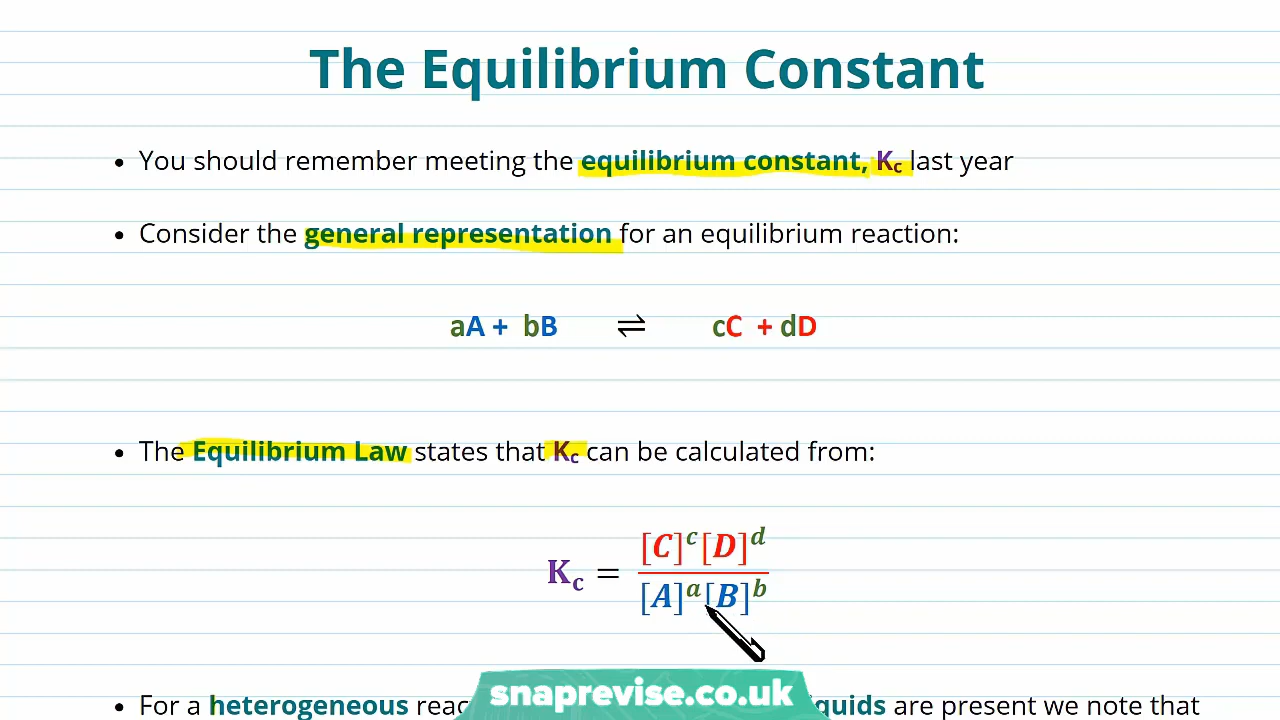 The Equilibrium Constant
• You should remember meeting the equilibrium constant, Kc last year
• Consider the general representation for an equilibrium reaction:
aA + bB ⇌ cC + dD
• The Equilibrium Law states that Kc can be calculated from:
Kc = [C]^c[D]^d / [A]^a[B]^b
snaprevise.co.uk
• For a heterogeneous are present we note that